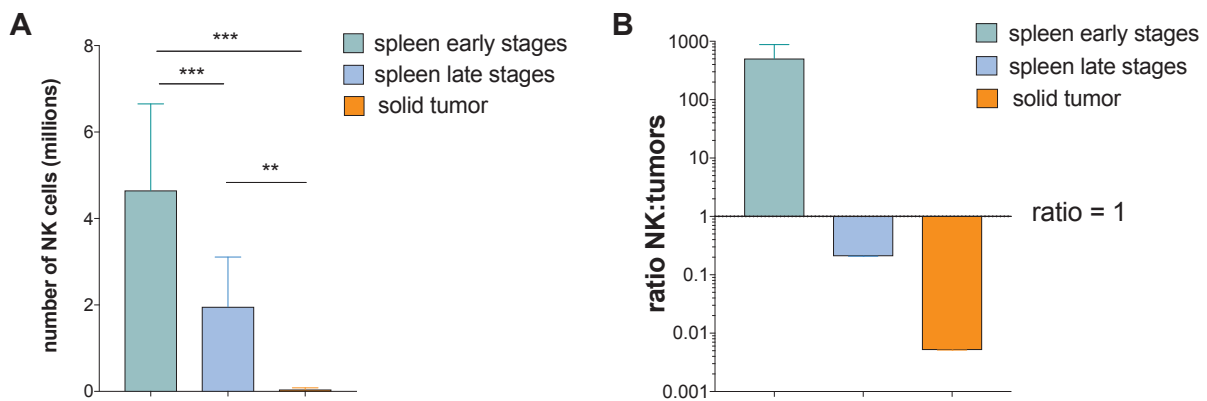 A
number of NK cells (millions)
8
6
4
2
0
***
***
**
spleen early stages
spleen late stages
solid tumor
B
ratio NK:tumors
1000
100
10
1
0.1
0.01
0.001
spleen early stages
spleen late stages
solid tumor
ratio = 1